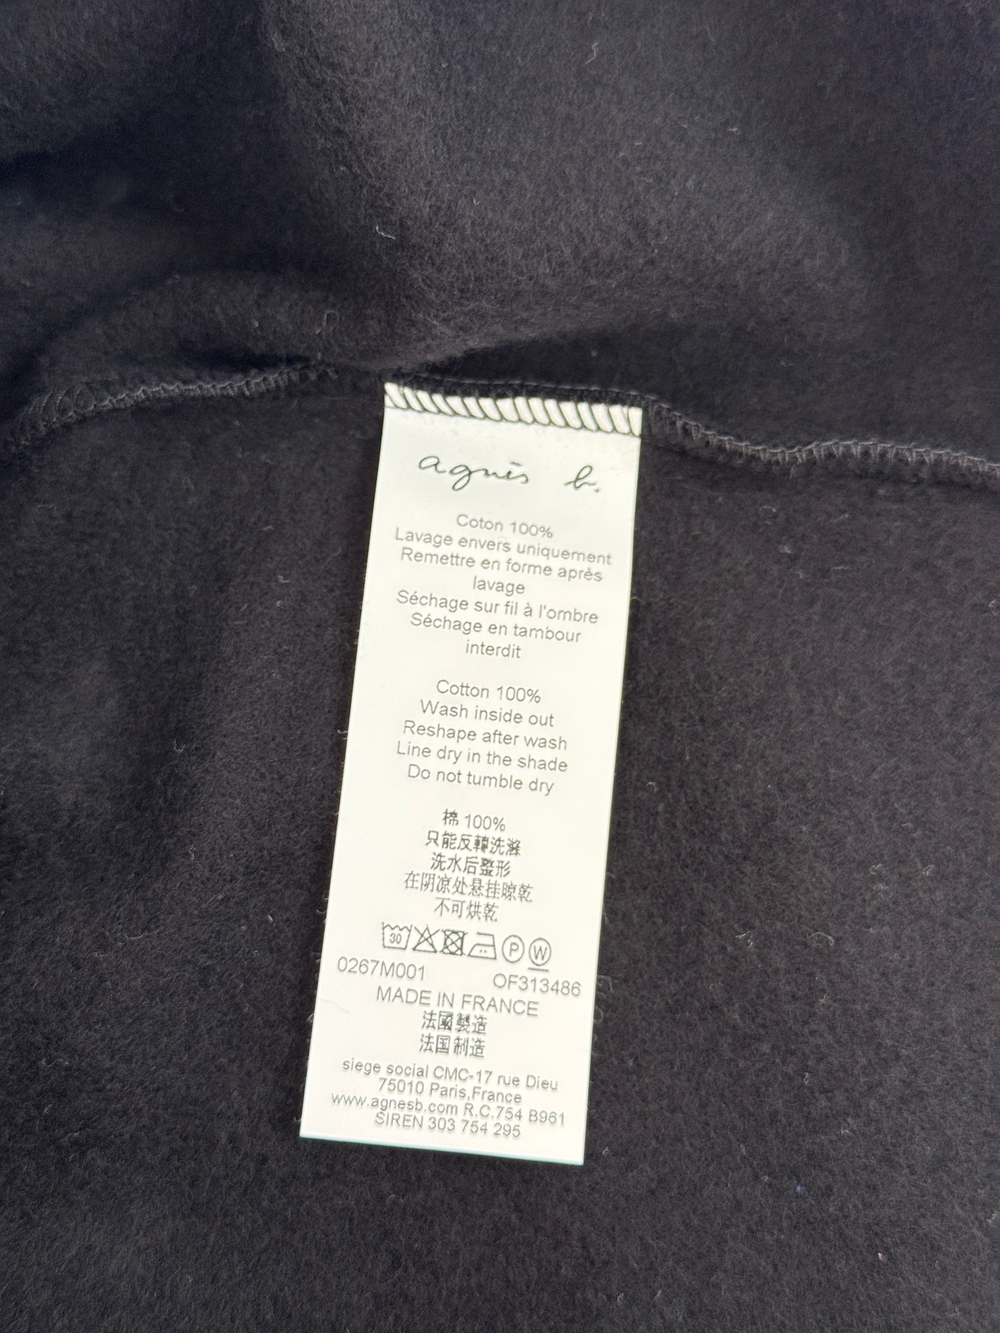 agnès b.
Coton 100%
Lavage envers uniquement
Remettre en forme après
lavage
Séchage sur fil à l'ombre
Séchage en tambour
interdit
Cotton 100%
Wash inside out
Reshape after wash
Line dry in the shade
Do not tumble dry
棉 100%
只能反轉洗滌
洗水后整形
在阴凉处悬挂晾乾
不可烘乾
30 P W
0267M001 OF313486
MADE IN FRANCE
法國製造
法国制造
siege social CMC-17 rue Dieu
75010 Paris,France
www.agnesb.com R.C.754 B961
SIREN 303 754 295